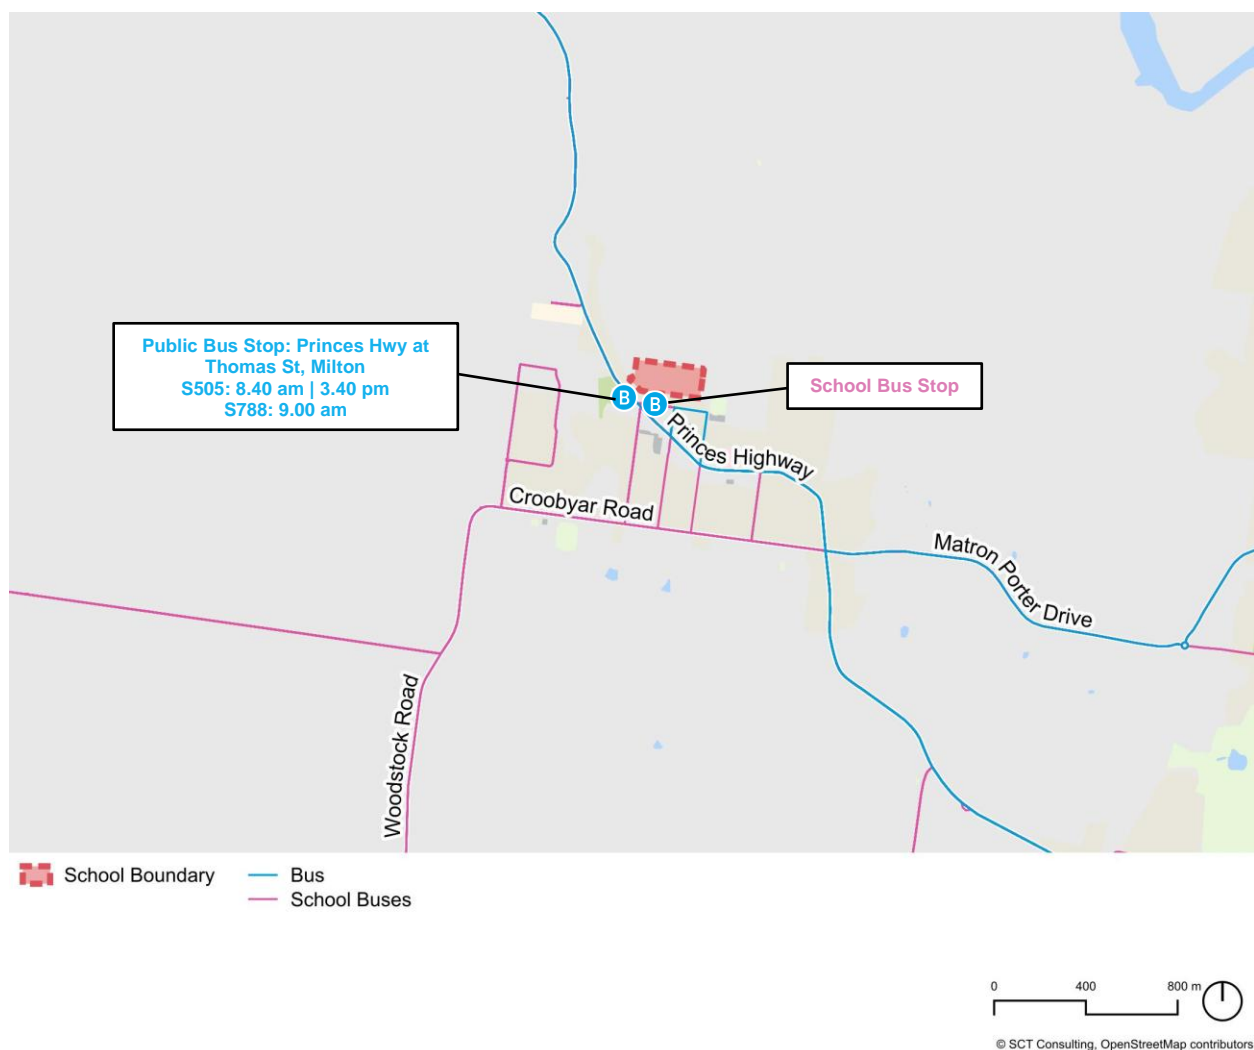 Public Bus Stop: Princes Hwy at
Thomas St, Milton
S505: 8.40 am | 3.40 pm
S788: 9.00 am
School Bus Stop
B
B
Princes Highway
Croobyar Road
Matron Porter Drive
Woodstock Road
School Boundary
Bus
School Buses
0 400 800 m
© SCT Consulting, OpenStreetMap contributors